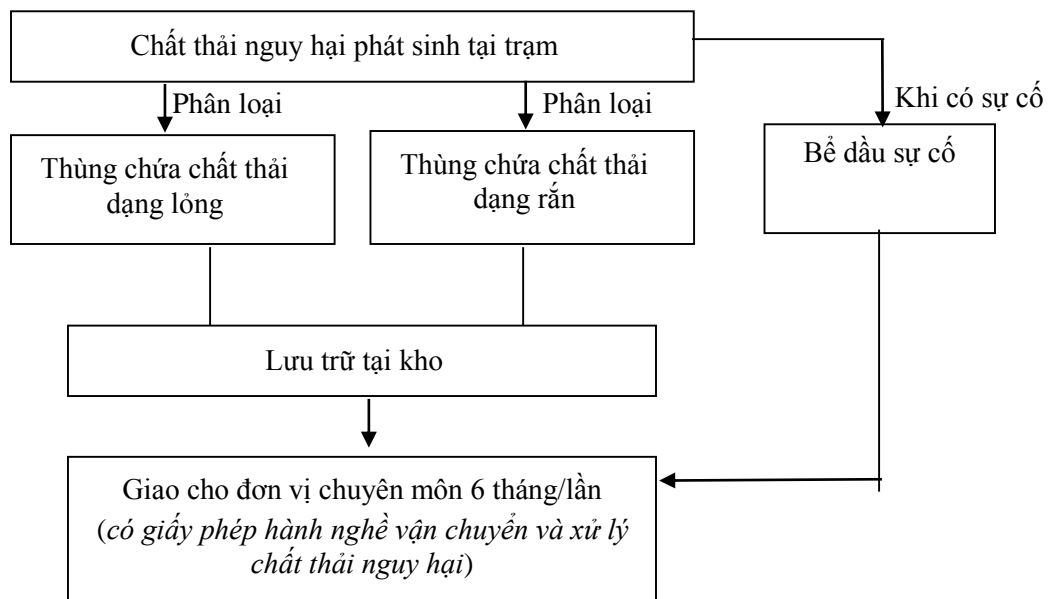 Chất thải nguy hại phát sinh tại trạm
Phân loại
Phân loại
Khi có sự cố
Thùng chứa chất thải
dạng lỏng
Thùng chứa chất thải
dạng rắn
Bể dầu sự cố
Lưu trữ tại kho
Giao cho đơn vị chuyên môn 6 tháng/lần
(có giấy phép hành nghề vận chuyển và xử lý
chất thải nguy hại)